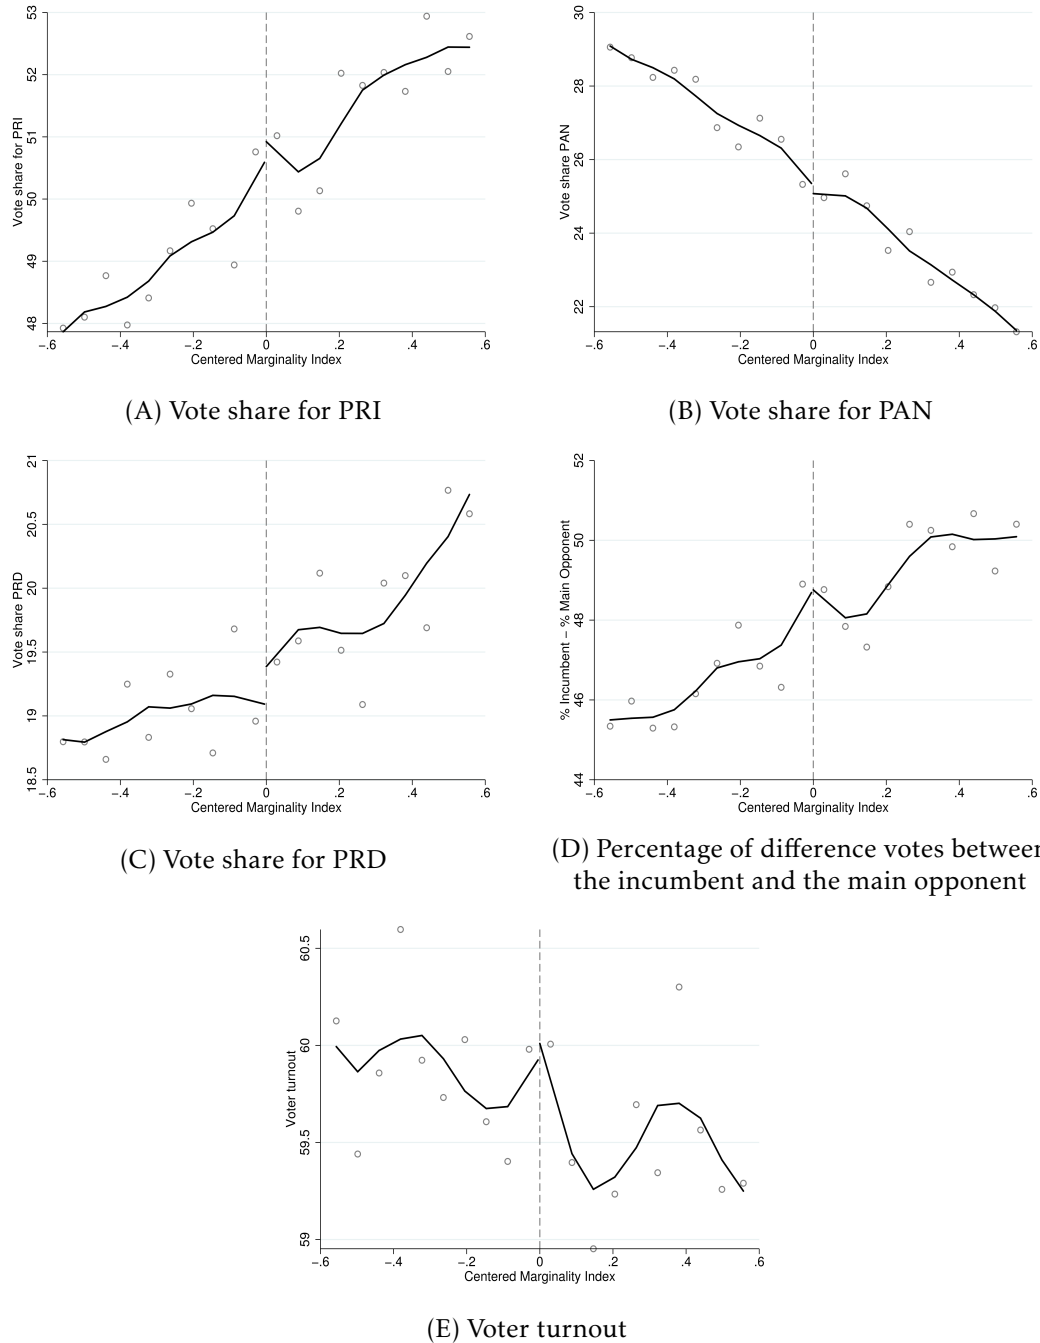 53
52
51
50
49
48
Vote share for PRI
-.6 -.4 -.2 0 .2 .4 .6
Centered Marginality Index
(A) Vote share for PRI
30
28
26
24
22
Vote share PAN
-.6 -.4 -.2 0 .2 .4 .6
Centered Marginality Index
(B) Vote share for PAN
21
20.5
20
19.5
19
18.5
Vote share PRD
-.6 -.4 -.2 0 .2 .4 .6
Centered Marginality Index
(C) Vote share for PRD
52
50
48
46
44
% Incumbent – % Main Opponent
-.6 -.4 -.2 0 .2 .4 .6
Centered Marginality Index
(D) Percentage of difference votes between
the incumbent and the main opponent
60.5
60
59.5
59
Voter turnout
-.6 -.4 -.2 0 .2 .4 .6
Centered Marginality Index
(E) Voter turnout